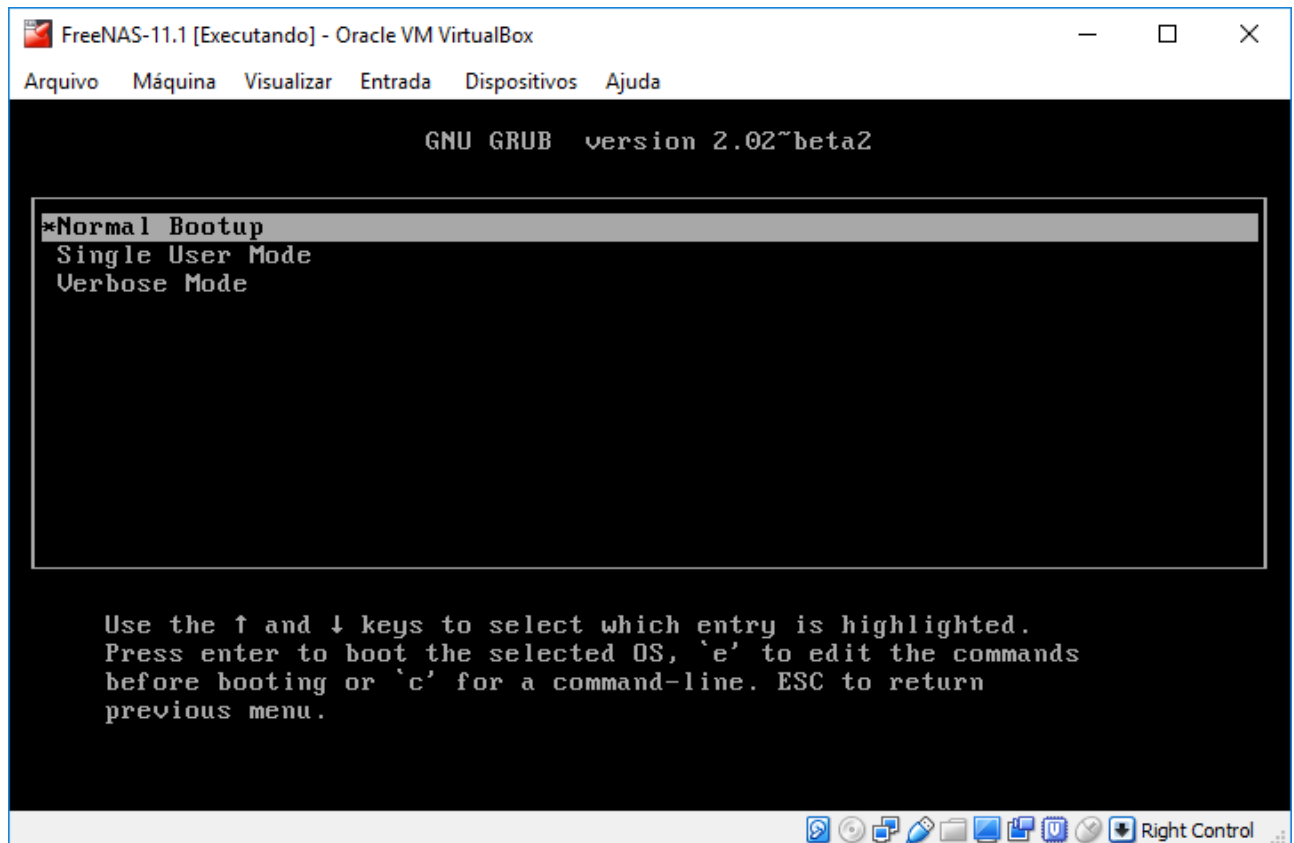 FreeNAS-11.1 [Executando] - Oracle VM VirtualBox
Arquivo Máquina Visualizar Entrada Dispositivos Ajuda
GNU GRUB version 2.02~beta2
*Normal Bootup
Single User Mode
Verbose Mode
Use the ↑ and ↓ keys to select which entry is highlighted.
Press enter to boot the selected OS, `e' to edit the commands
before booting or `c' for a command-line. ESC to return
previous menu.
Right Control